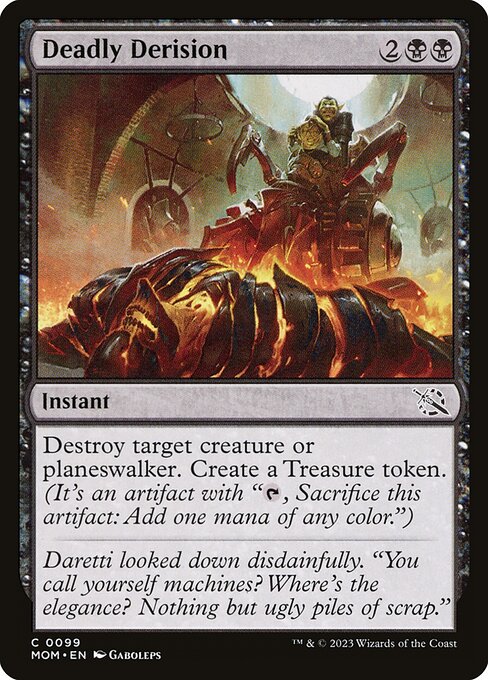 Deadly Derision 2
Instant
Destroy target creature or
planeswalker. Create a Treasure token.
(It's an artifact with “, Sacrifice this
artifact: Add one mana of any color.”)
Daretti looked down disdainfully. “You
call yourself machines? Where's the
elegance? Nothing but ugly piles of scrap.”
C 0099
MOM • EN GABOLEPS
™ & © 2023 Wizards of the Coast